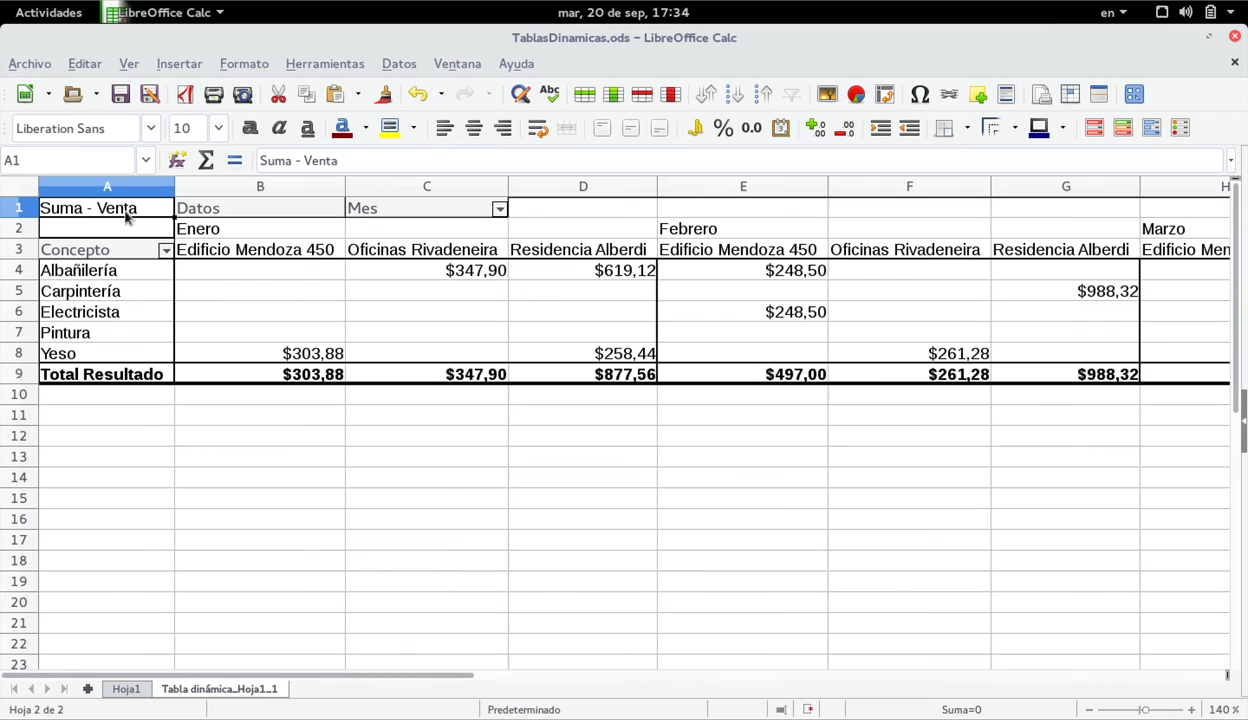 Actividades LibreOffice Calc mar, 20 de sep, 17:34 en
TablasDinamicas.ods – LibreOffice Calc
Archivo Editar Ver Insertar Formato Herramientas Datos Ventana Ayuda
Liberation Sans 10 a a a % 0.0
A1 Suma - Venta
A B C D E F G H
1 Suma - Venta Datos Mes
2 Enero Febrero Marzo
3 Concepto Edificio Mendoza 450 Oficinas Rivadeneira Residencia Alberdi Edificio Mendoza 450 Oficinas Rivadeneira Residencia Alberdi Edificio Men
4 Albañilería $347,90 $619,12 $248,50
5 Carpintería $988,32
6 Electricista $248,50
7 Pintura
8 Yeso $303,88 $258,44 $261,28
9 Total Resultado $303,88 $347,90 $877,56 $497,00 $261,28 $988,32
10
11
12
13
14
15
16
17
18
19
20
21
22
23
Hoja1 Tabla dinámica_Hoja1_1
Hoja 2 de 2 Predeterminado Suma=0 140 %